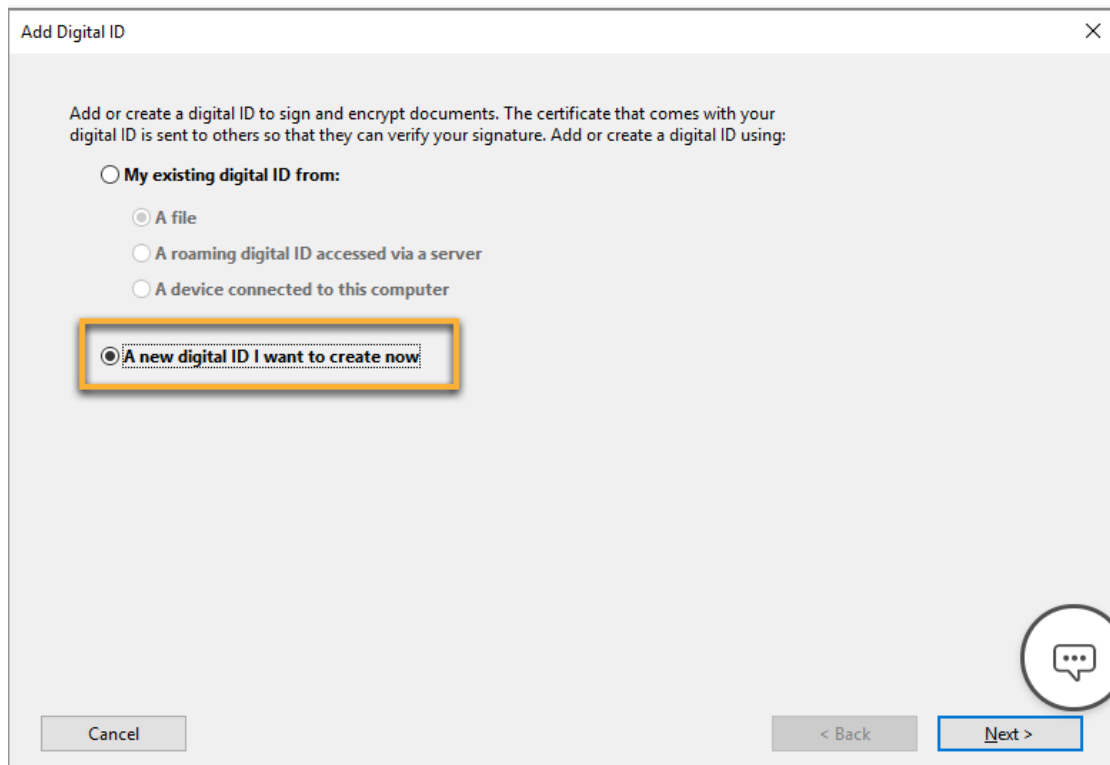 Add Digital ID
Add or create a digital ID to sign and encrypt documents. The certificate that comes with your
digital ID is sent to others so that they can verify your signature. Add or create a digital ID using:
My existing digital ID from:
A file
A roaming digital ID accessed via a server
A device connected to this computer
A new digital ID I want to create now
Cancel
< Back
Next >